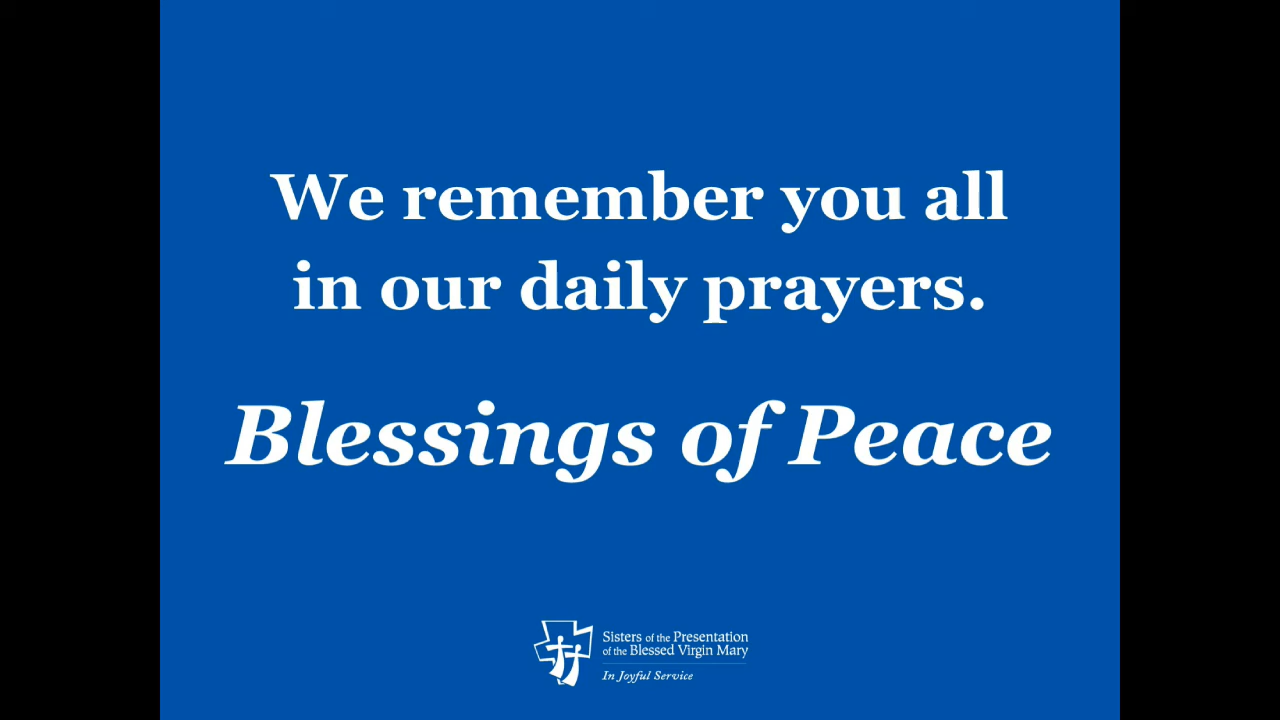 We remember you all
in our daily prayers.
Blessings of Peace
Sisters of the Presentation
of the Blessed Virgin Mary
In Joyful Service